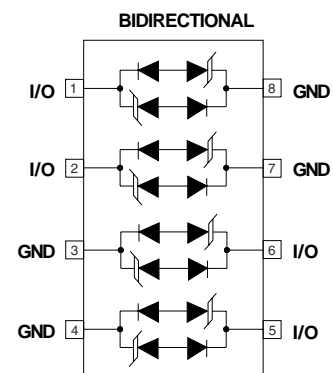 BIDIRECTIONAL
I/O 1 8 GND
I/O 2 7 GND
GND 3 6 I/O
GND 4 5 I/O